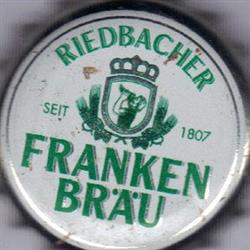 RIEDBACHER
SEIT 1807
FRANKEN
BRÄU